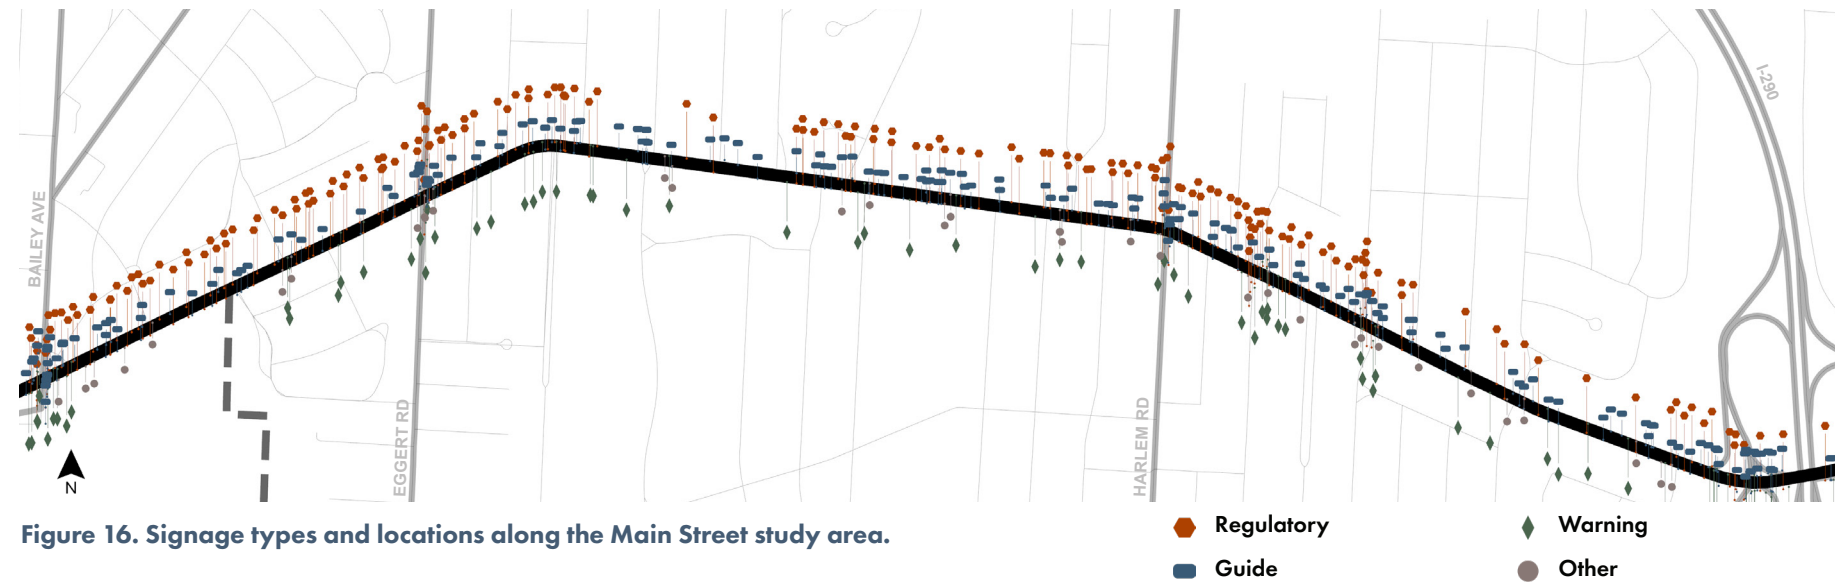 I-290
BAILEY AVE
EGGERT RD
HARLEM RD
N
Figure 16. Signage types and locations along the Main Street study area.
Regulatory
Warning
Guide
Other